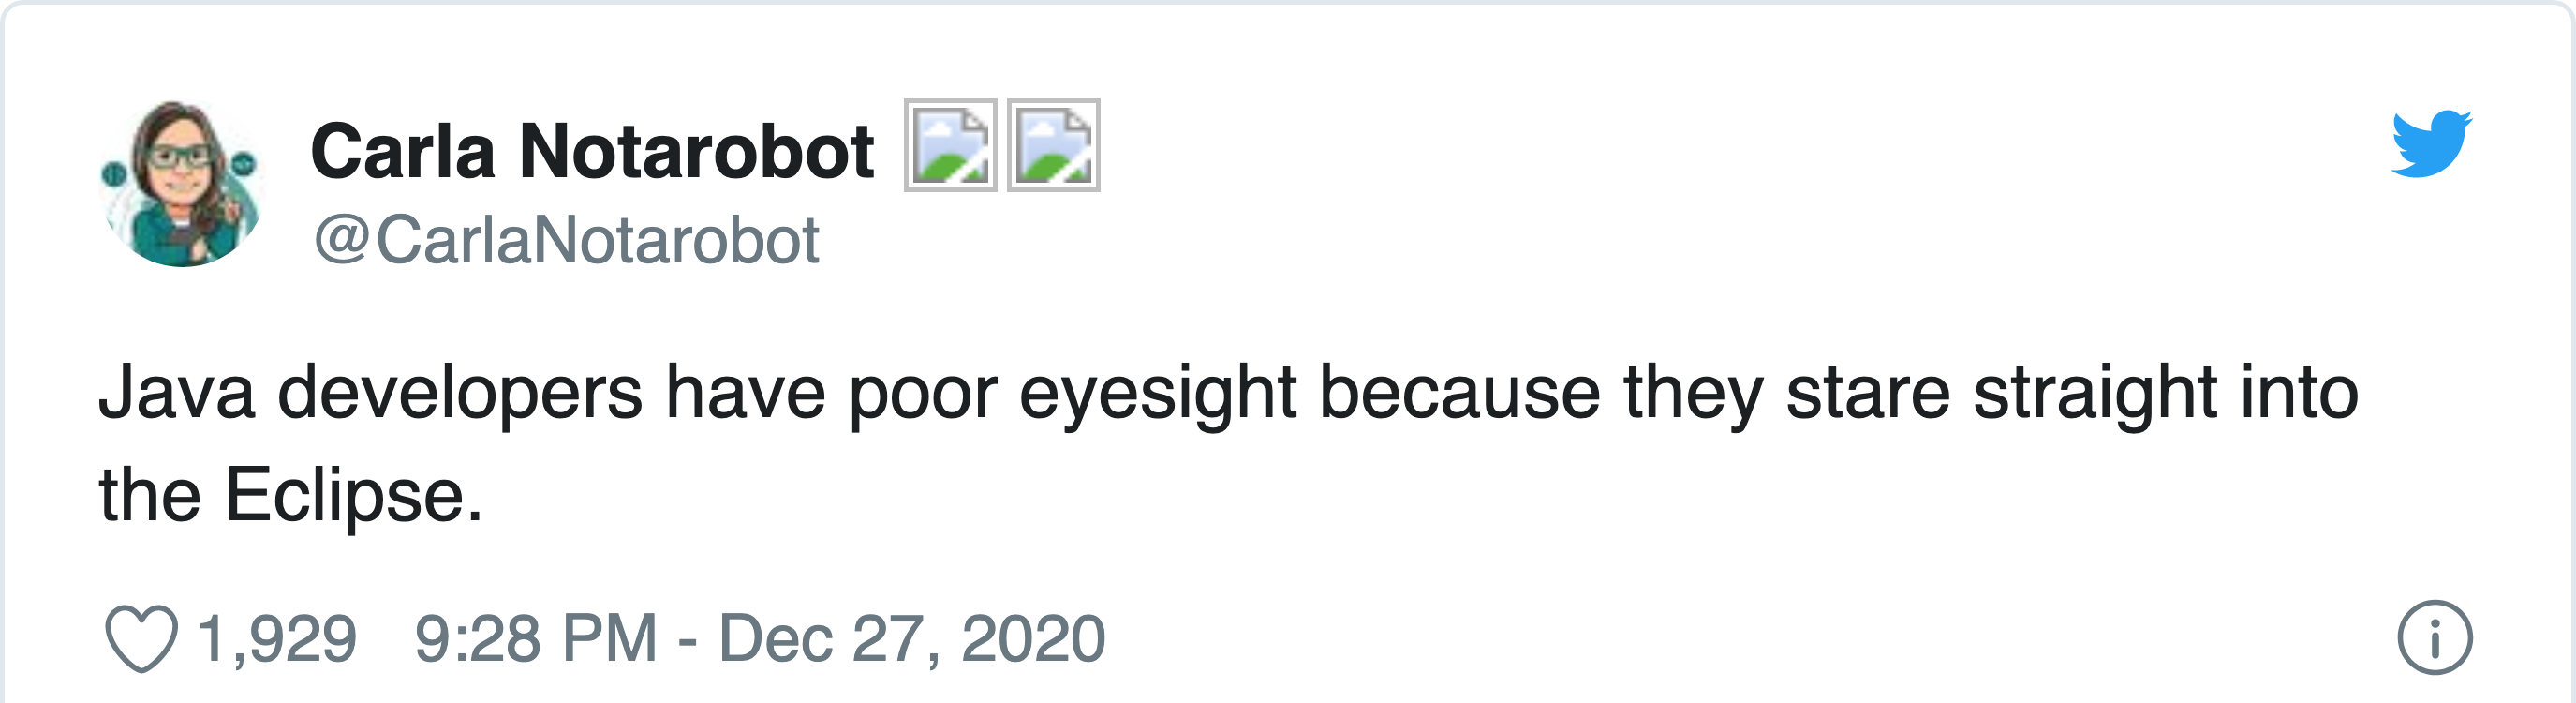 Carla Notarobot
@CarlaNotarobot
Java developers have poor eyesight because they stare straight into
the Eclipse.
1,929 9:28 PM - Dec 27, 2020